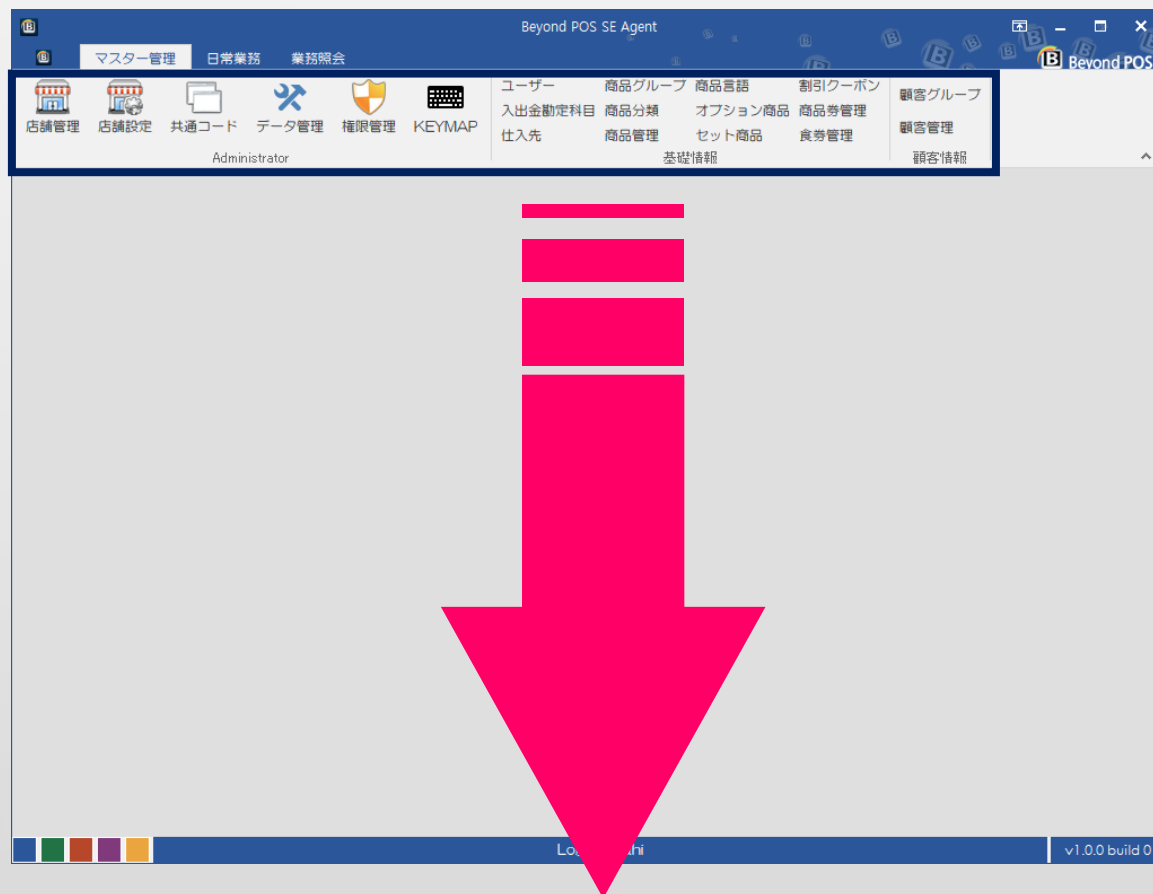 Beyond POS SE Agent
マスター管理 日常業務 業務照会
Beyond POS
店舗管理 店舗設定 共通コード データ管理 権限管理 KEYMAP
Administrator
ユーザー 商品グループ 商品言語 割引クーポン
入出金勘定科目 商品分類 オプション商品 商品券管理
仕入先 商品管理 セット商品 食券管理
基礎情報
顧客グループ
顧客管理
顧客情報
v1.0.0 build 0